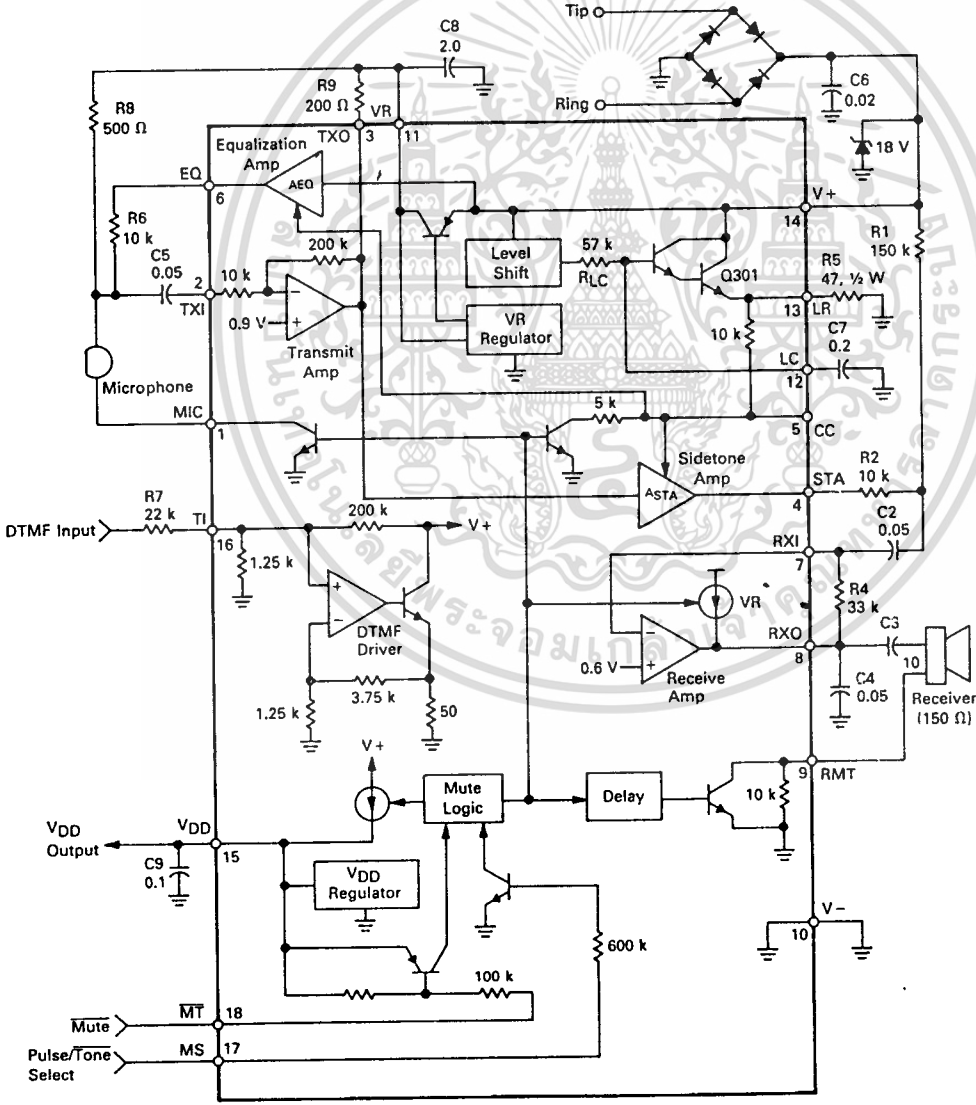 Tip
Ring
C8
2.0
C6
0.02
18 V
R9
200 Ω
VR
TXO
3
11
R8
500 Ω
Equalization
Amp
EQ
6
AEQ
V+
14
R1
150 k
R6
10 k
C5
0.05
2
TXI
10 k
200 k
0.9 V
−
+
Transmit
Amp
Level
Shift
57 k
RLC
Q301
VR
Regulator
R5
47, ½ W
13
LR
10 k
LC
12
C7
0.2
Microphone
MIC
1
5 k
5
CC
Sidetone
Amp
ASTA
STA
4
R2
10 k
DTMF Input
R7
22 k
TI
16
1.25 k
200 k
V+
+
−
DTMF
Driver
3.75 k
1.25 k
50
RXI
7
C2
0.05
R4
33 k
VR
RXO
8
−
0.6 V
+
Receive
Amp
C3
10
C4
0.05
Receiver
(150 Ω)
9
RMT
10 k
V+
Mute
Logic
Delay
VDD
Output
VDD
15
C9
0.1
VDD
Regulator
V−
10
600 k
100 k
Mute
MT
18
Pulse/Tone
Select
MS
17